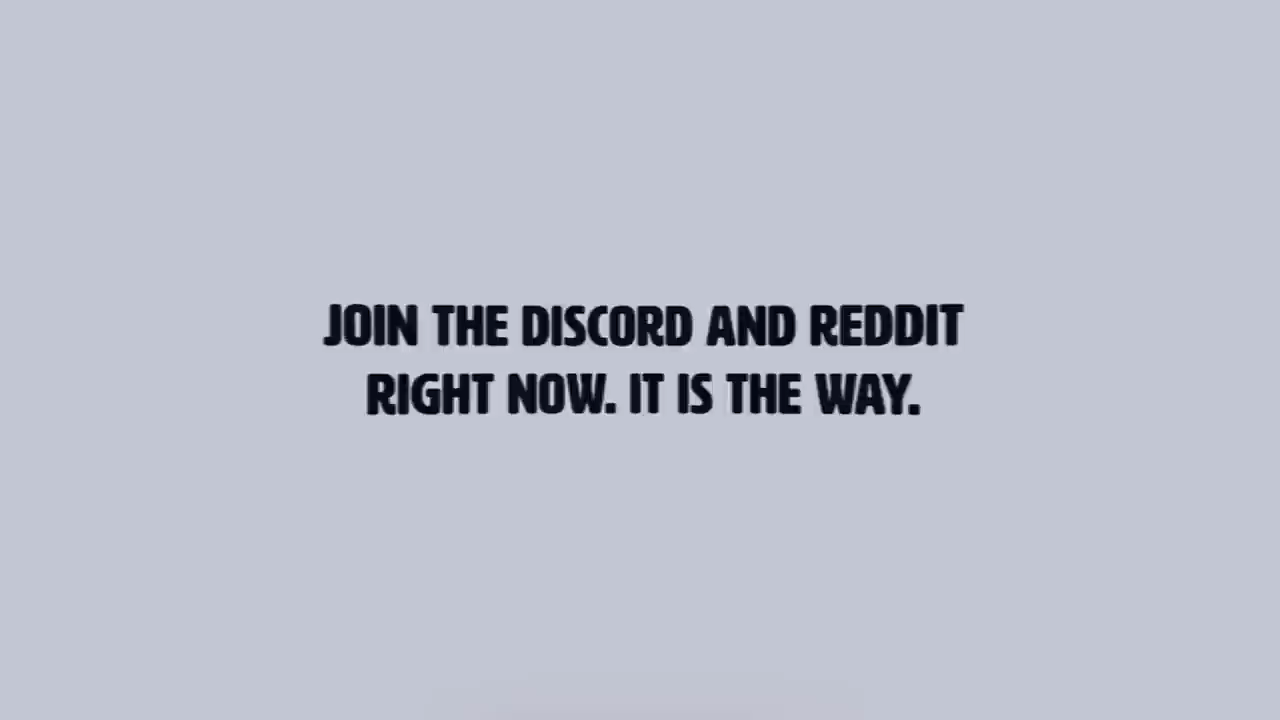 JOIN THE DISCORD AND REDDIT
RIGHT NOW. IT IS THE WAY.